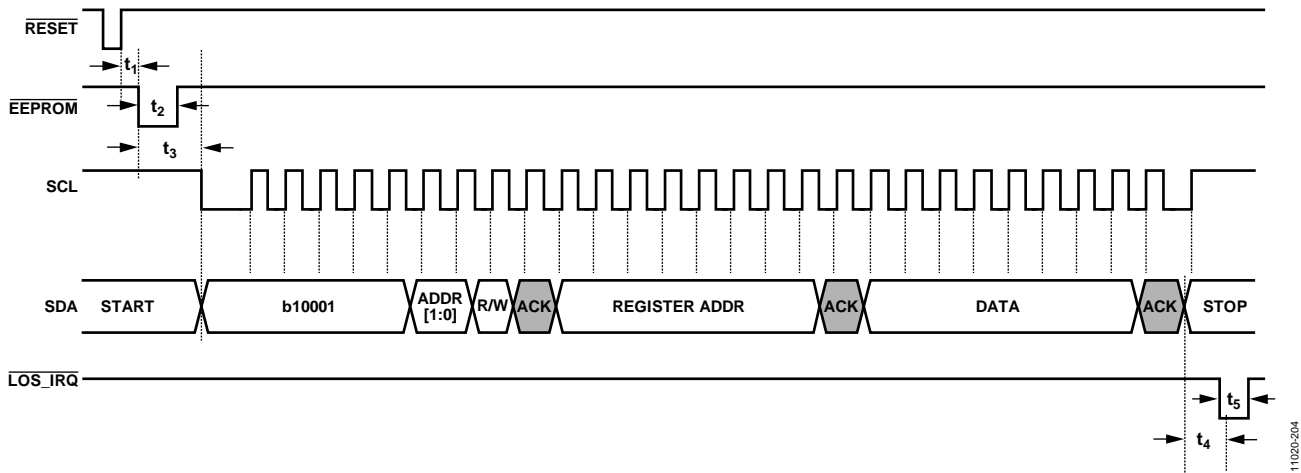 RESET
t1
EEPROM
t2
t3
SCL
SDA START b10001 ADDR [1:0] R/W ACK REGISTER ADDR ACK DATA ACK STOP
LOS_IRQ
t5
t4
11020-204